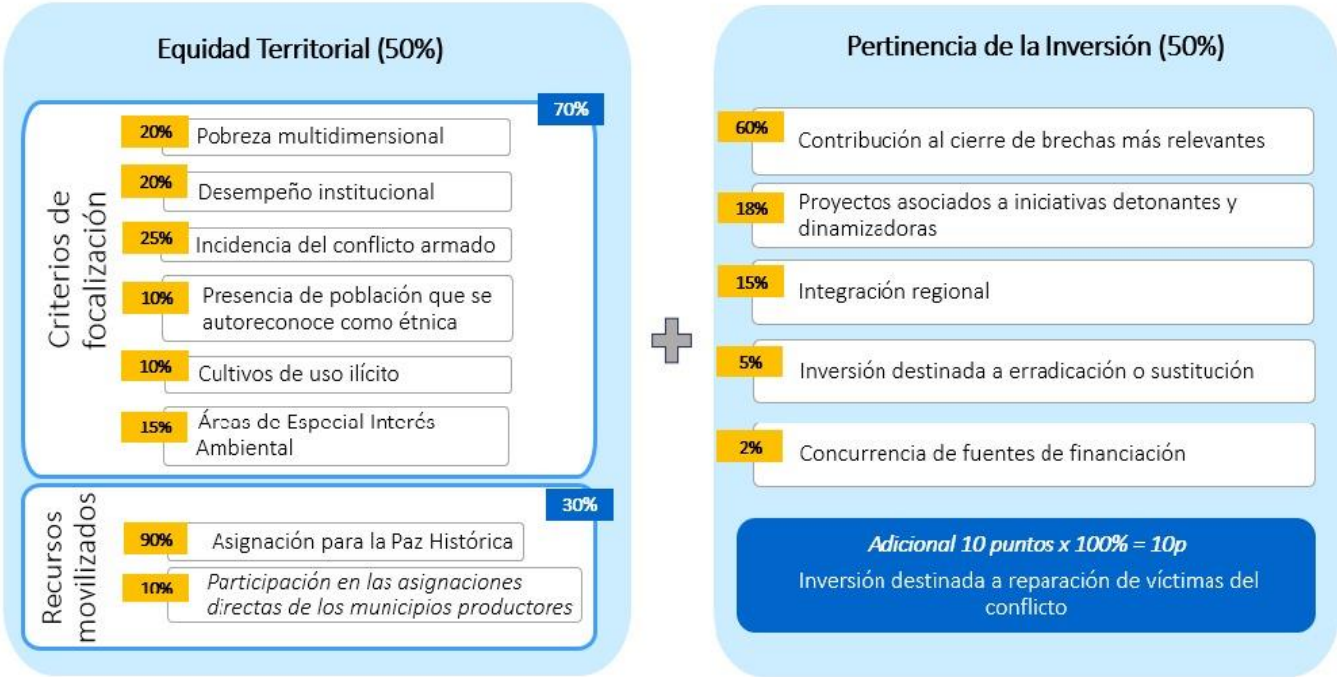 Equidad Territorial (50%)
Criterios de
focalización
70%
20%
Pobreza multidimensional
20%
Desempeño institucional
25%
Incidencia del conflicto armado
10%
Presencia de población que se
autoreconoce como étnica
10%
Cultivos de uso ilícito
15%
Áreas de Especial Interés
Ambiental
Recursos
movilizados
30%
90%
Asignación para la Paz Histórica
10%
Participación en las asignaciones
directas de los municipios productores
Pertinencia de la Inversión (50%)
60%
Contribución al cierre de brechas más relevantes
18%
Proyectos asociados a iniciativas detonantes y
dinamizadoras
15%
Integración regional
5%
Inversión destinada a erradicación o sustitución
2%
Concurrencia de fuentes de financiación
Adicional 10 puntos x 100% = 10p
Inversión destinada a reparación de víctimas del
conflicto